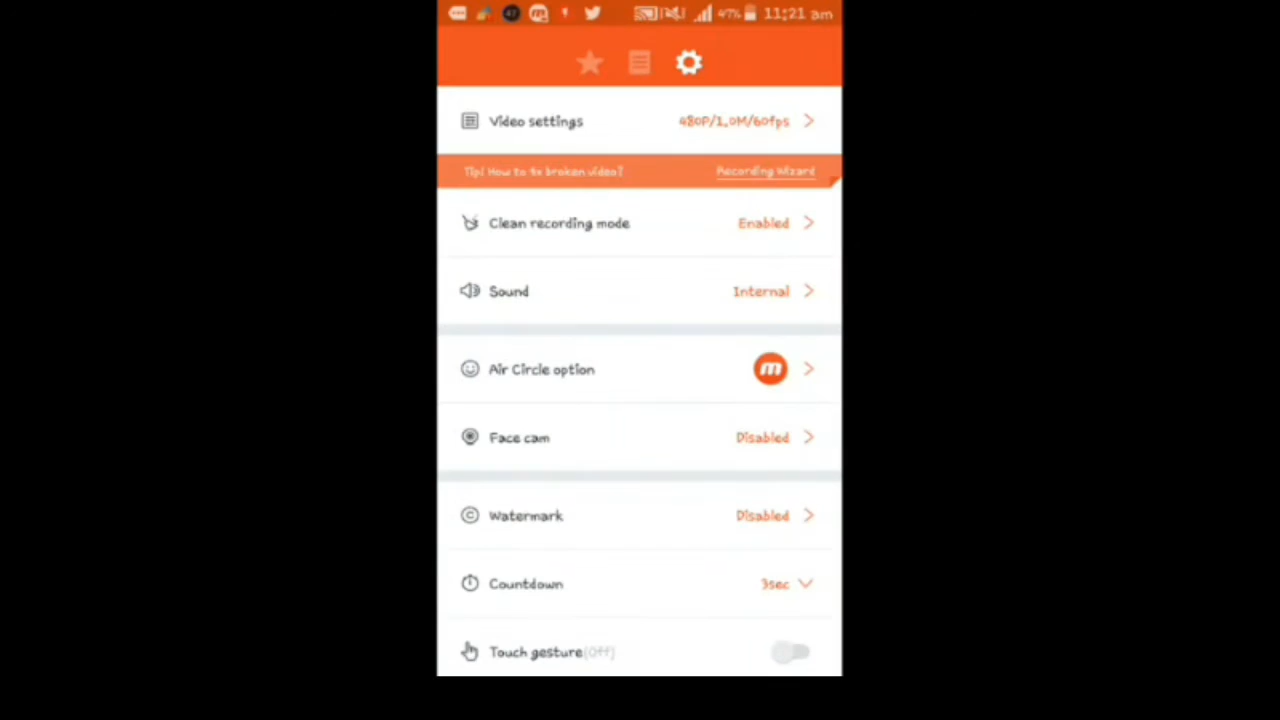 47% 11:21 am
Video settings 480P/1.0M/60fps
Tip! How to fix broken video? Recording Wizard
Clean recording mode Enabled
Sound Internal
Air Circle option m
Face cam Disabled
Watermark Disabled
Countdown 3sec
Touch gesture(Off)